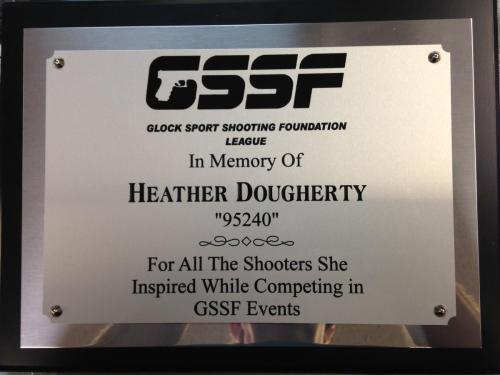 GSSF
GLOCK SPORT SHOOTING FOUNDATION
LEAGUE
In Memory Of
HEATHER DOUGHERTY
"95240"
For All The Shooters She
Inspired While Competing in
GSSF Events